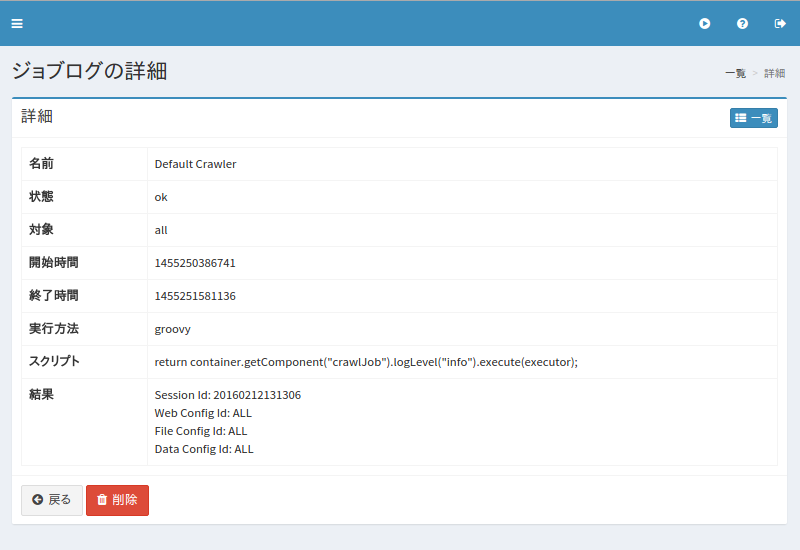 ジョブログの詳細
一覧 > 詳細
詳細
一覧
名前 Default Crawler
状態 ok
対象 all
開始時間 1455250386741
終了時間 1455251581136
実行方法 groovy
スクリプト return container.getComponent("crawlJob").logLevel("info").execute(executor);
結果 Session Id: 20160212131306
Web Config Id: ALL
File Config Id: ALL
Data Config Id: ALL
戻る 削除